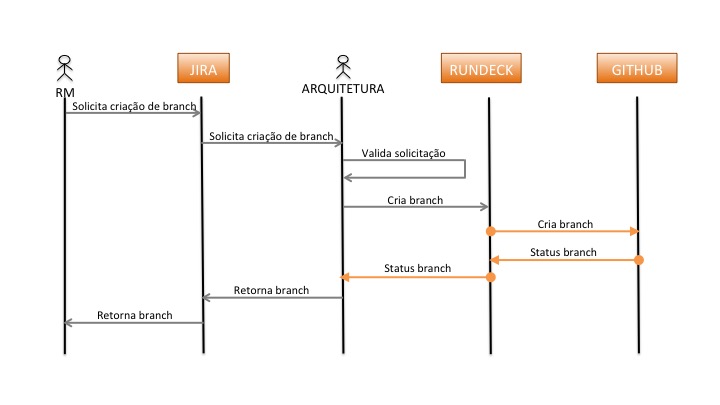 RM
JIRA
ARQUITETURA
RUNDECK
GITHUB
Solicita criação de branch
Solicita criação de branch
Valida solicitação
Cria branch
Cria branch
Status branch
Status branch
Retorna branch
Retorna branch